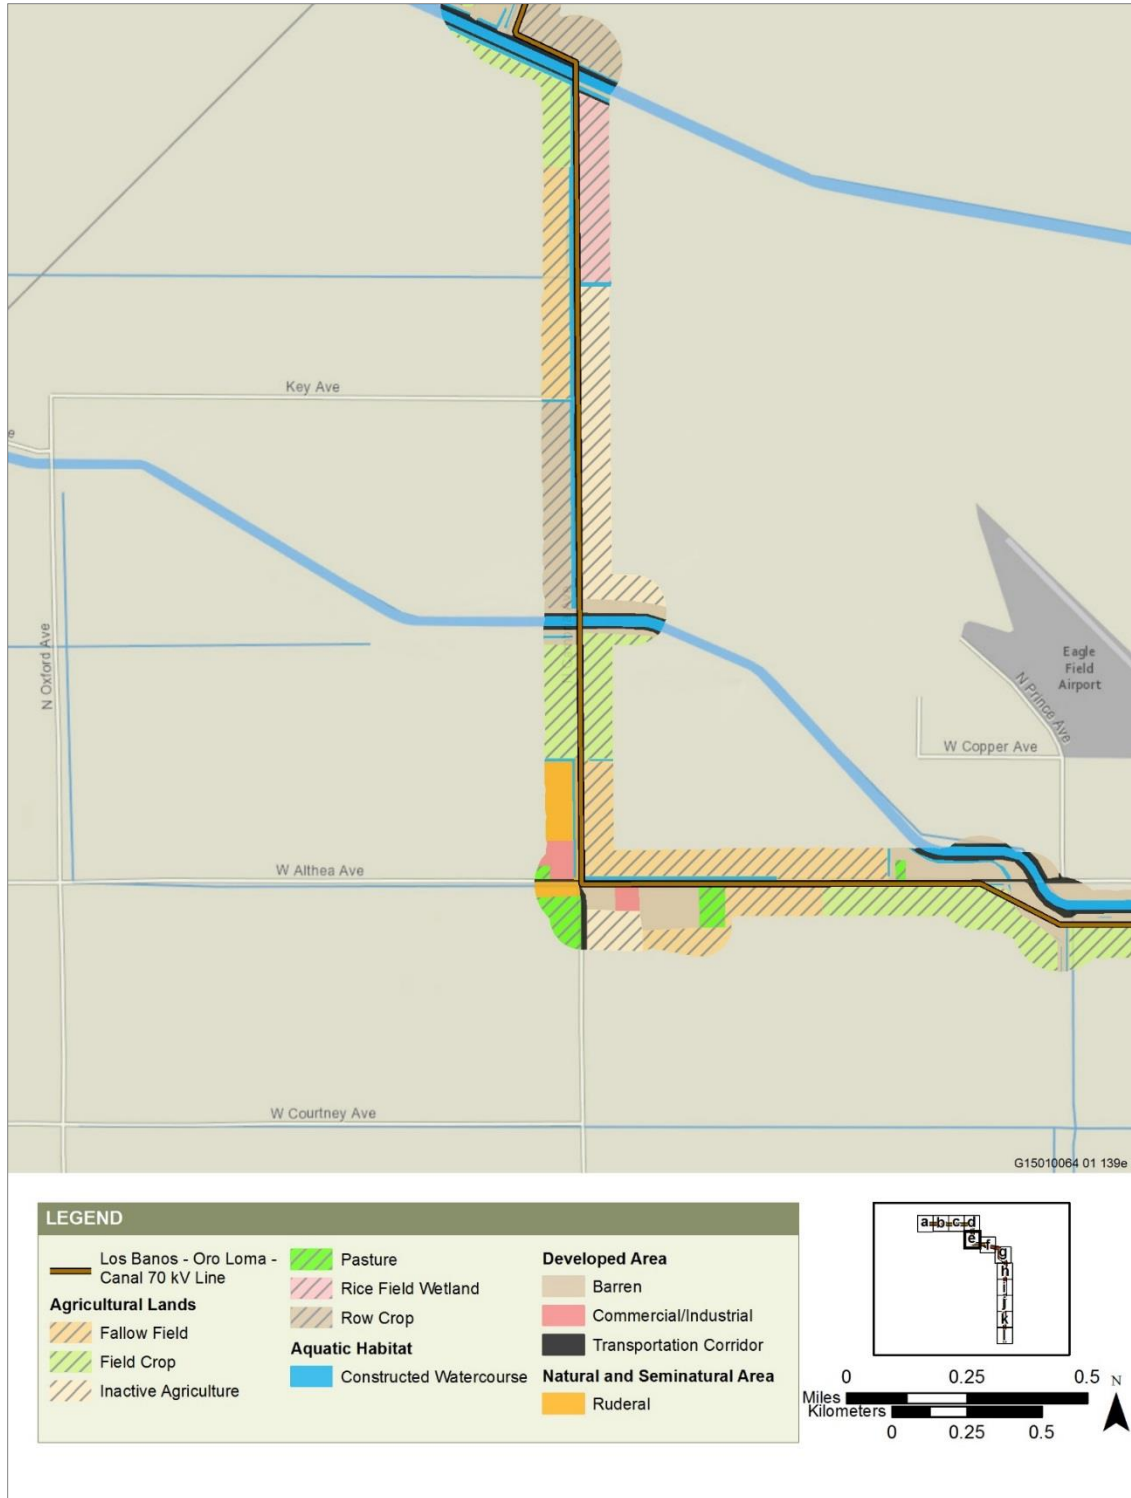 Key Ave
e
N Oxford Ave
Eagle
Field
Airport
N Prince Ave
W Copper Ave
W Althea Ave
W Courtney Ave
G15010064 01 139e
LEGEND
Los Banos - Oro Loma -
Canal 70 kV Line
Agricultural Lands
Fallow Field
Field Crop
Inactive Agriculture
Pasture
Rice Field Wetland
Row Crop
Aquatic Habitat
Constructed Watercourse
Developed Area
Barren
Commercial/Industrial
Transportation Corridor
Natural and Seminatural Area
Ruderal
a b c d
e f
g
h
i
j
k
l
0 0.25 0.5
Miles
Kilometers
0 0.25 0.5
N